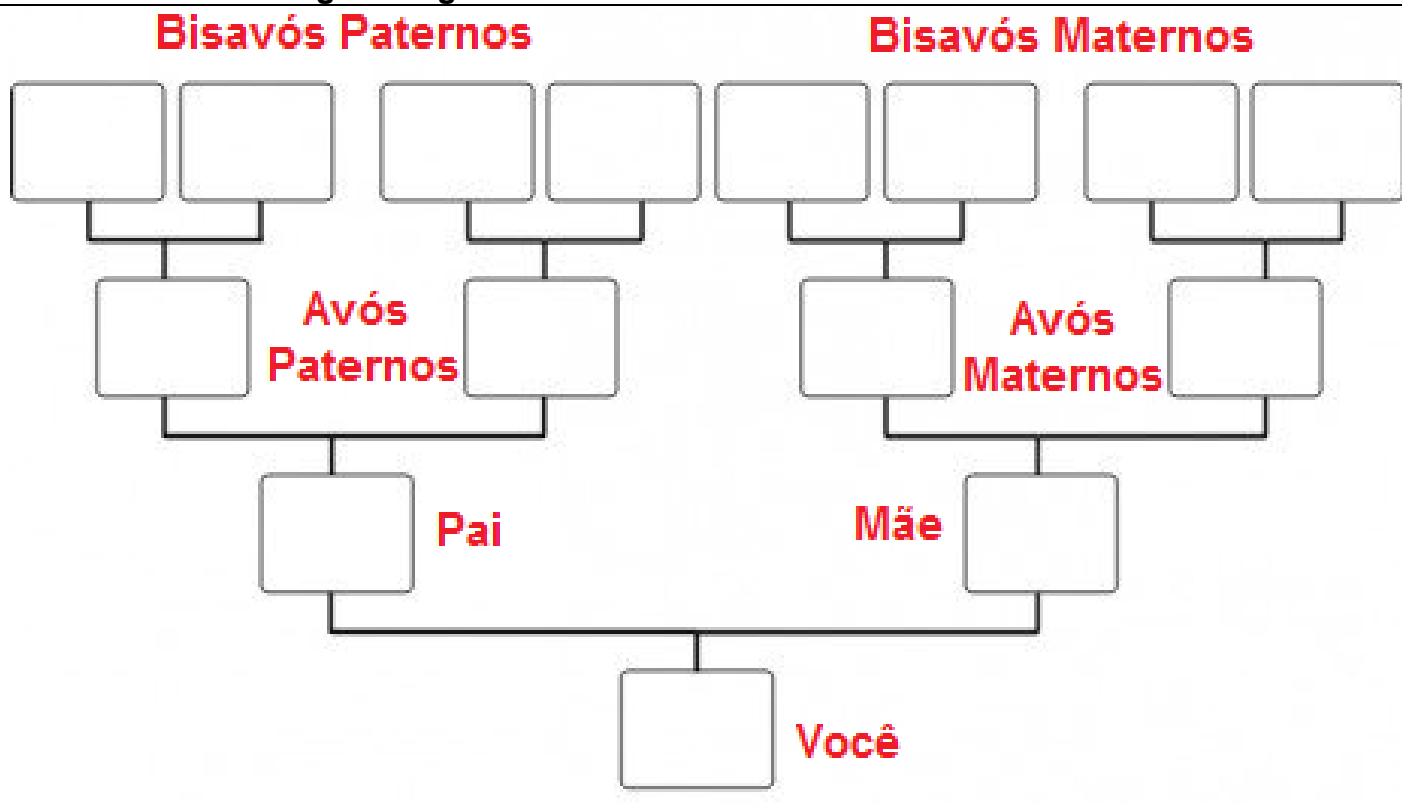 Bisavós Paternos
Bisavós Maternos
Avós
Paternos
Avós
Maternos
Pai
Mãe
Você